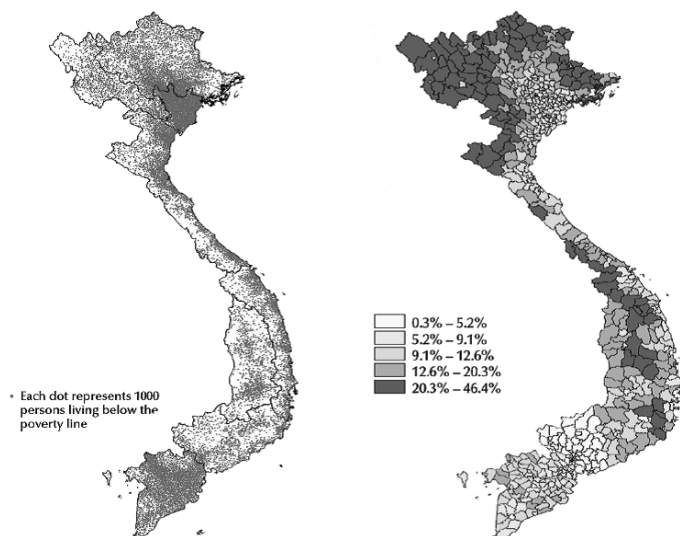 0.3% – 5.2%
5.2% – 9.1%
9.1% – 12.6%
12.6% – 20.3%
20.3% – 46.4%
Each dot represents 1000
persons living below the
poverty line